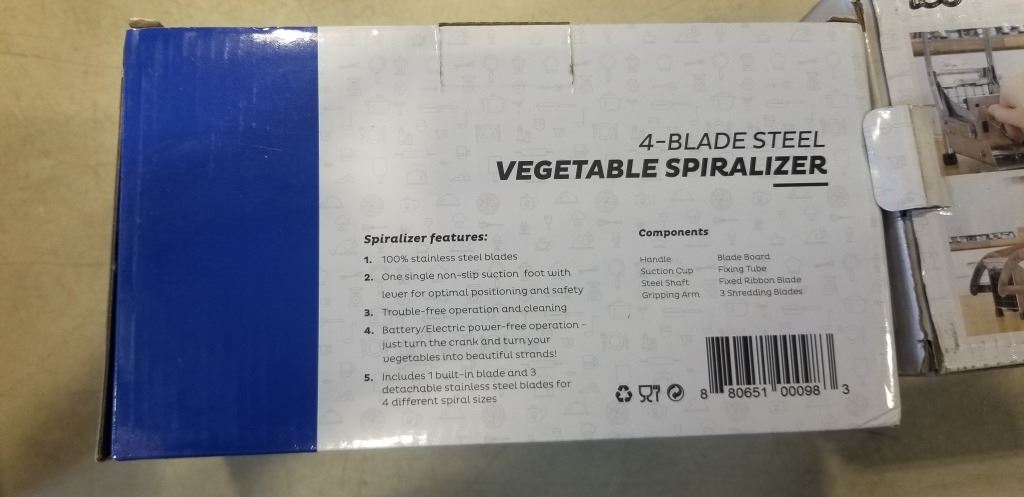 4-BLADE STEEL
VEGETABLE SPIRALIZER
Spiralizer features:
1. 100% stainless steel blades
2. One single non-slip suction foot with
lever for optimal positioning and safety
3. Trouble-free operation and cleaning
4. Battery/Electric power-free operation -
just turn the crank and turn your
vegetables into beautiful strands!
5. Includes 1 built-in blade and 3
detachable stainless steel blades for
4 different spiral sizes
Components
Handle
Suction Cup
Steel Shaft
Gripping Arm
Blade Board
Fixing Tube
Fixed Ribbon Blade
3 Shredding Blades
8 80651 00098 3